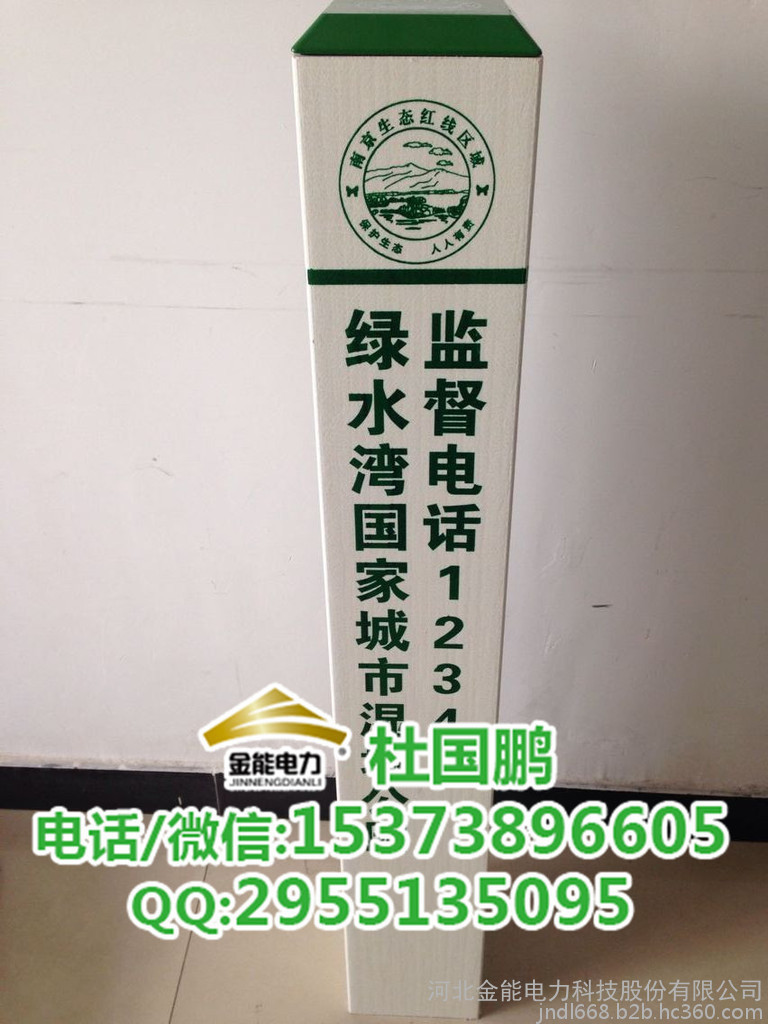 南京生态红线区域
保护生态 人人有责
监督电话1234
绿水湾国家城市湿地公园
金能电力
JINNENGDIANLI
杜国鹏
电话/微信:15373896605
QQ:2955135095
河北金能电力科技股份有限公司
jndl668.b2b.hc360.com